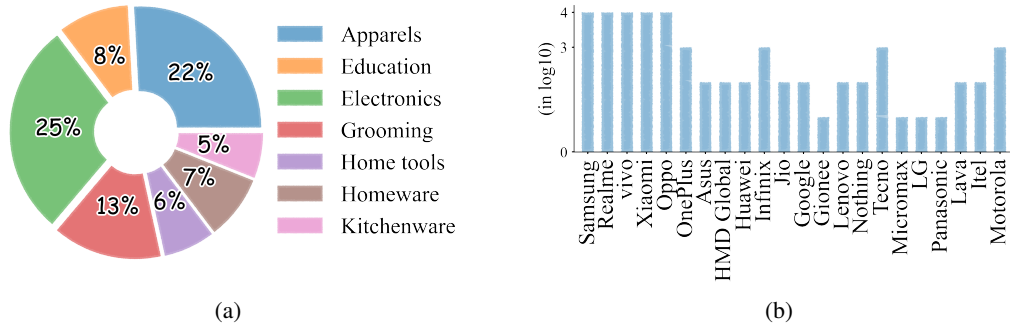 22%
8%
25%
13%
6%
7%
5%
Apparels
Education
Electronics
Grooming
Home tools
Homeware
Kitchenware
(a)
(in log10)
4
3
0
Samsung
Realme
vivo
Xiaomi
Oppo
OnePlus
Asus
HMD Global
Huawei
Infinix
Jio
Google
Gionee
Lenovo
Nothing
Tecno
Micromax
LG
Panasonic
Lava
Itel
Motorola
(b)